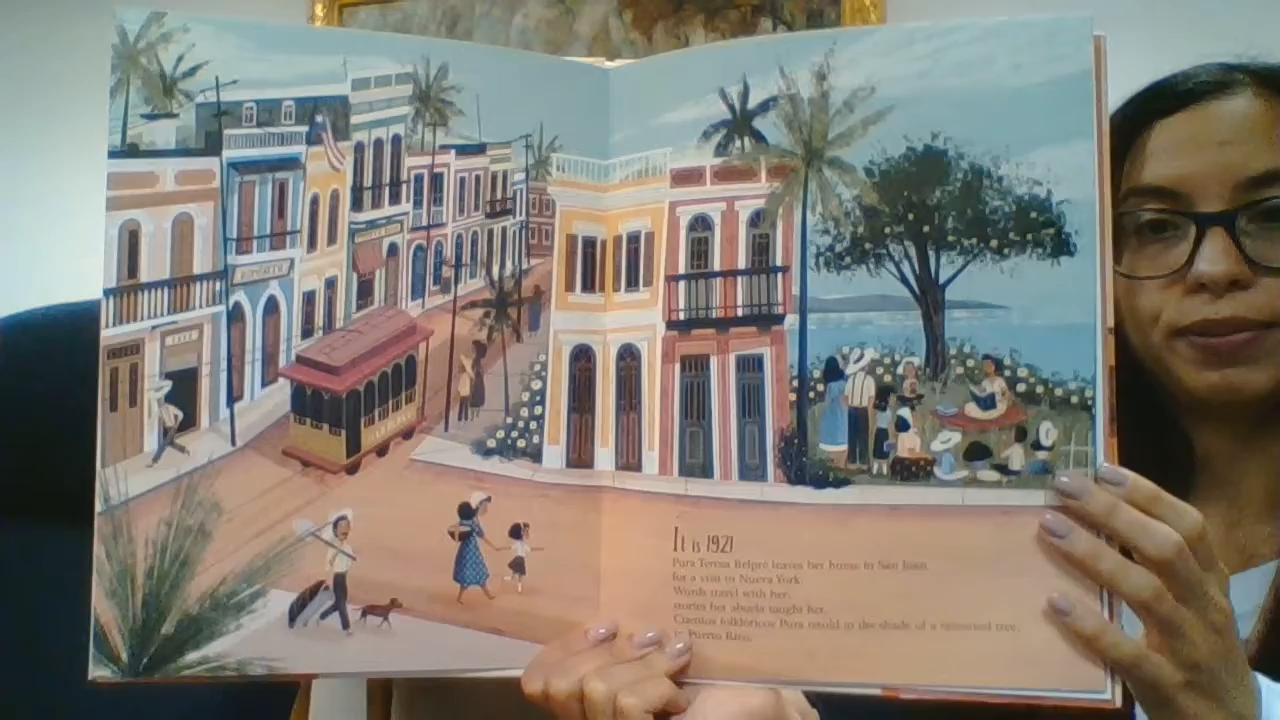 It is 1921
Pura Teresa Belpré leaves her home in San Juan
for a visit to Nueva York.
Words travel with her:
stories her abuela taught her.
Cuentos folklóricos Pura retold in the shade of a tamarind tree,
in Puerto Rico.